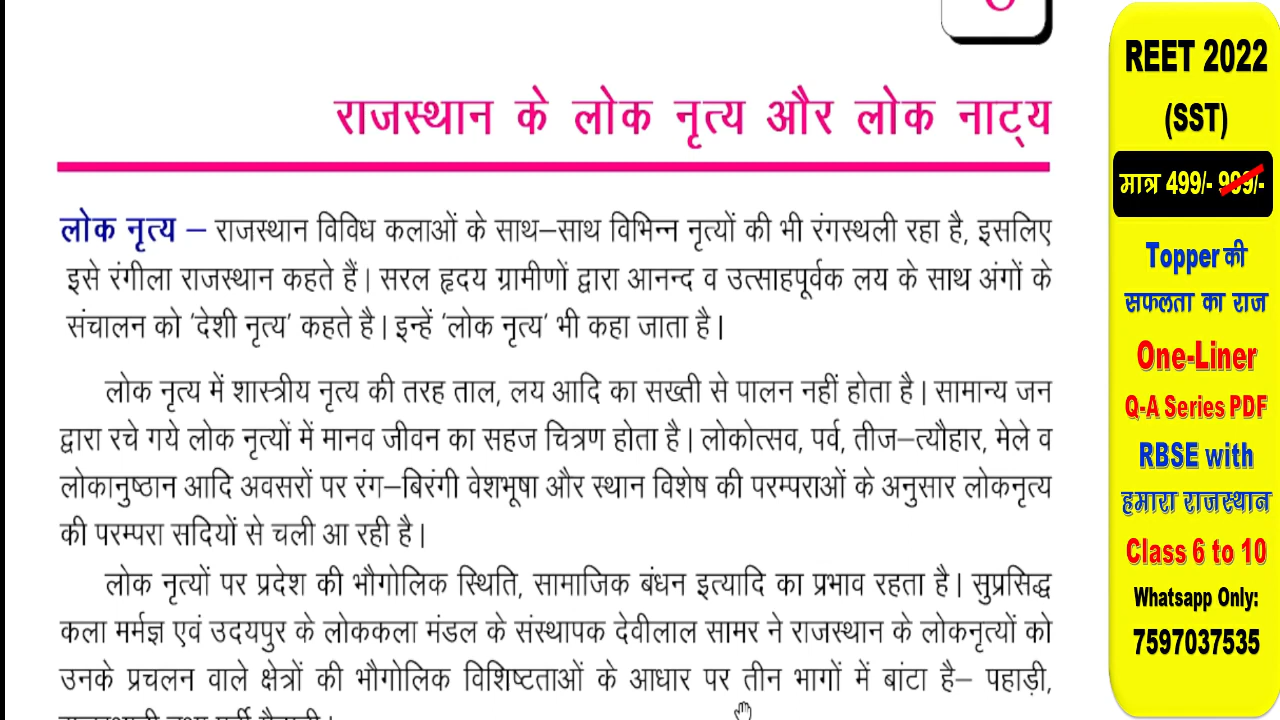 राजस्थान के लोक नृत्य और लोक नाट्य
लोक नृत्य – राजस्थान विविध कलाओं के साथ–साथ विभिन्न नृत्यों की भी रंगस्थली रहा है, इसलिए
इसे रंगीला राजस्थान कहते हैं। सरल हृदय ग्रामीणों द्वारा आनन्द व उत्साहपूर्वक लय के साथ अंगों के
संचालन को 'देशी नृत्य' कहते है। इन्हें 'लोक नृत्य' भी कहा जाता है।
लोक नृत्य में शास्त्रीय नृत्य की तरह ताल, लय आदि का सख्ती से पालन नहीं होता है। सामान्य जन
द्वारा रचे गये लोक नृत्यों में मानव जीवन का सहज चित्रण होता है। लोकोत्सव, पर्व, तीज–त्यौहार, मेले व
लोकानुष्ठान आदि अवसरों पर रंग–बिरंगी वेशभूषा और स्थान विशेष की परम्पराओं के अनुसार लोकनृत्य
की परम्परा सदियों से चली आ रही है।
लोक नृत्यों पर प्रदेश की भौगोलिक स्थिति, सामाजिक बंधन इत्यादि का प्रभाव रहता है। सुप्रसिद्ध
कला मर्मज्ञ एवं उदयपुर के लोककला मंडल के संस्थापक देवीलाल सामर ने राजस्थान के लोकनृत्यों को
उनके प्रचलन वाले क्षेत्रों की भौगोलिक विशिष्टताओं के आधार पर तीन भागों में बांटा है– पहाड़ी,
REET 2022
(SST)
मात्र 499/- 999/-
Topper की
सफलता का राज
One-Liner
Q-A Series PDF
RBSE with
हमारा राजस्थान
Class 6 to 10
Whatsapp Only:
7597037535